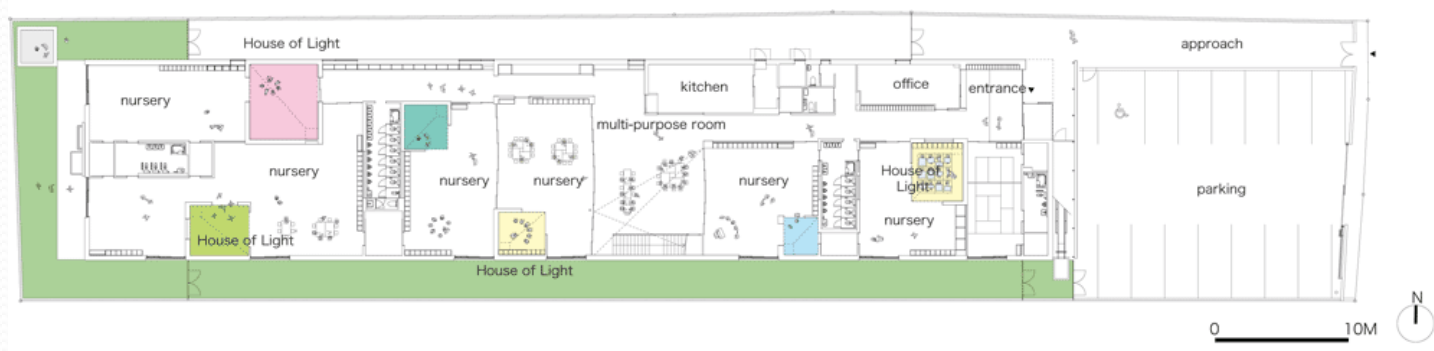 House of Light
approach
nursery
kitchen
office
entrance
multi-purpose room
nursery
nursery
nursery
nursery
House of
Light
nursery
parking
House of Light
House of Light
N
0
10M